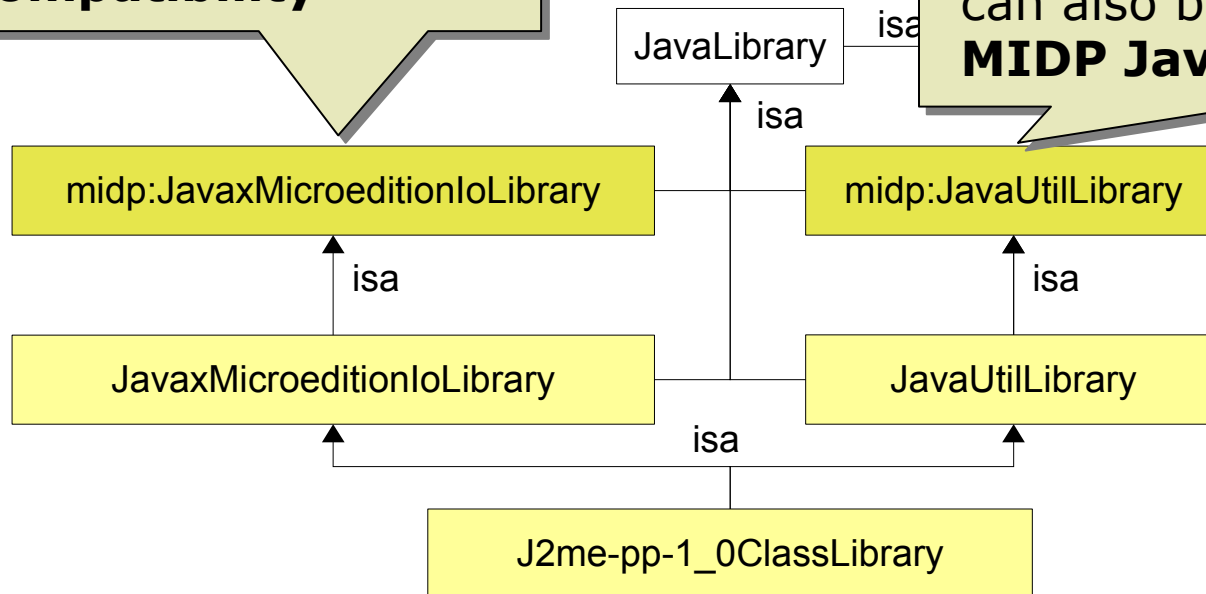 can also b
isa
JavaLibrary
MIDP Jav
isa
midp:JavaxMicroeditionIoLibrary
midp:JavaUtilLibrary
isa
isa
JavaxMicroeditionIoLibrary
JavaUtilLibrary
isa
J2me-pp-1_0ClassLibrary